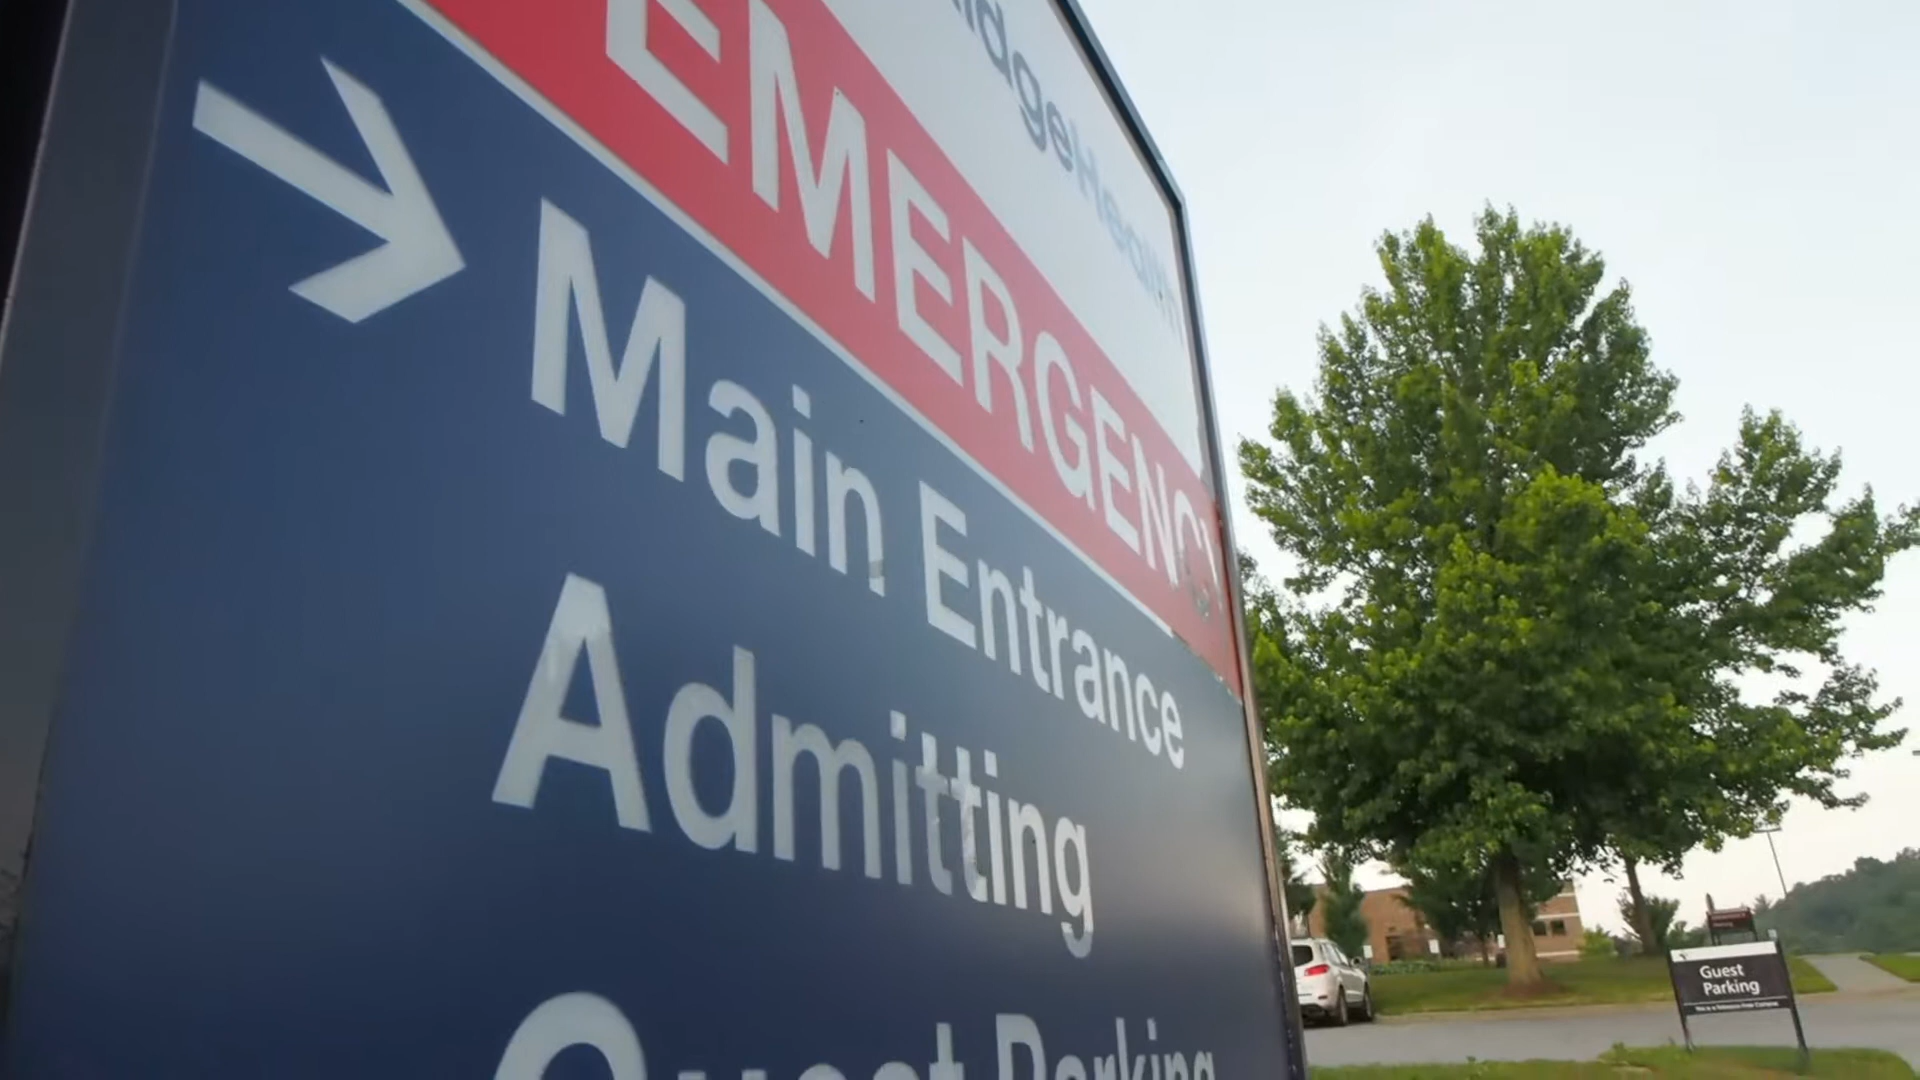 EMERGENCY
Main Entrance
Admitting
Guest Parking
Guest
Parking